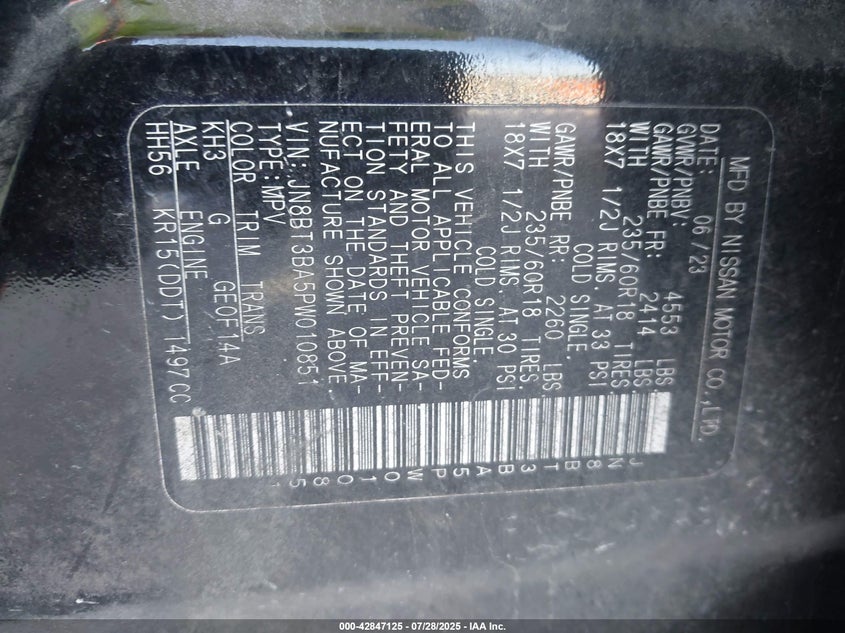 MFD BY NISSAN MOTOR CO.,LTD.
DATE: 06/23
GVWR/PNBV: 4553 LBS
GAWR/PNBE FR: 2414 LBS.
WITH 235/60R18 TIRES.
18X7 1/2J RIMS. AT 33 PSI
COLD SINGLE.
GAWR/PNBE RR: 2260 LBS.
WITH 235/60R18 TIRES.
18X7 1/2J RIMS. AT 30 PSI
COLD SINGLE.
THIS VEHICLE CONFORMS
TO ALL APPLICABLE FED-
ERAL MOTOR VEHICLE SA-
FETY AND THEFT PREVEN-
TION STANDARDS IN EFF-
ECT ON THE DATE OF MA-
NUFACTURE SHOWN ABOVE
VIN: JN8BT3BA5PW010851
TYPE: MPV
COLOR TRIM TRANS
KH3 G GE0F14A
AXLE ENGINE
HH56 KR15(DDT) 1497CC
JN8BT3BA5PW010851
000-42847125 | 07/28/2025 - IAA Inc.